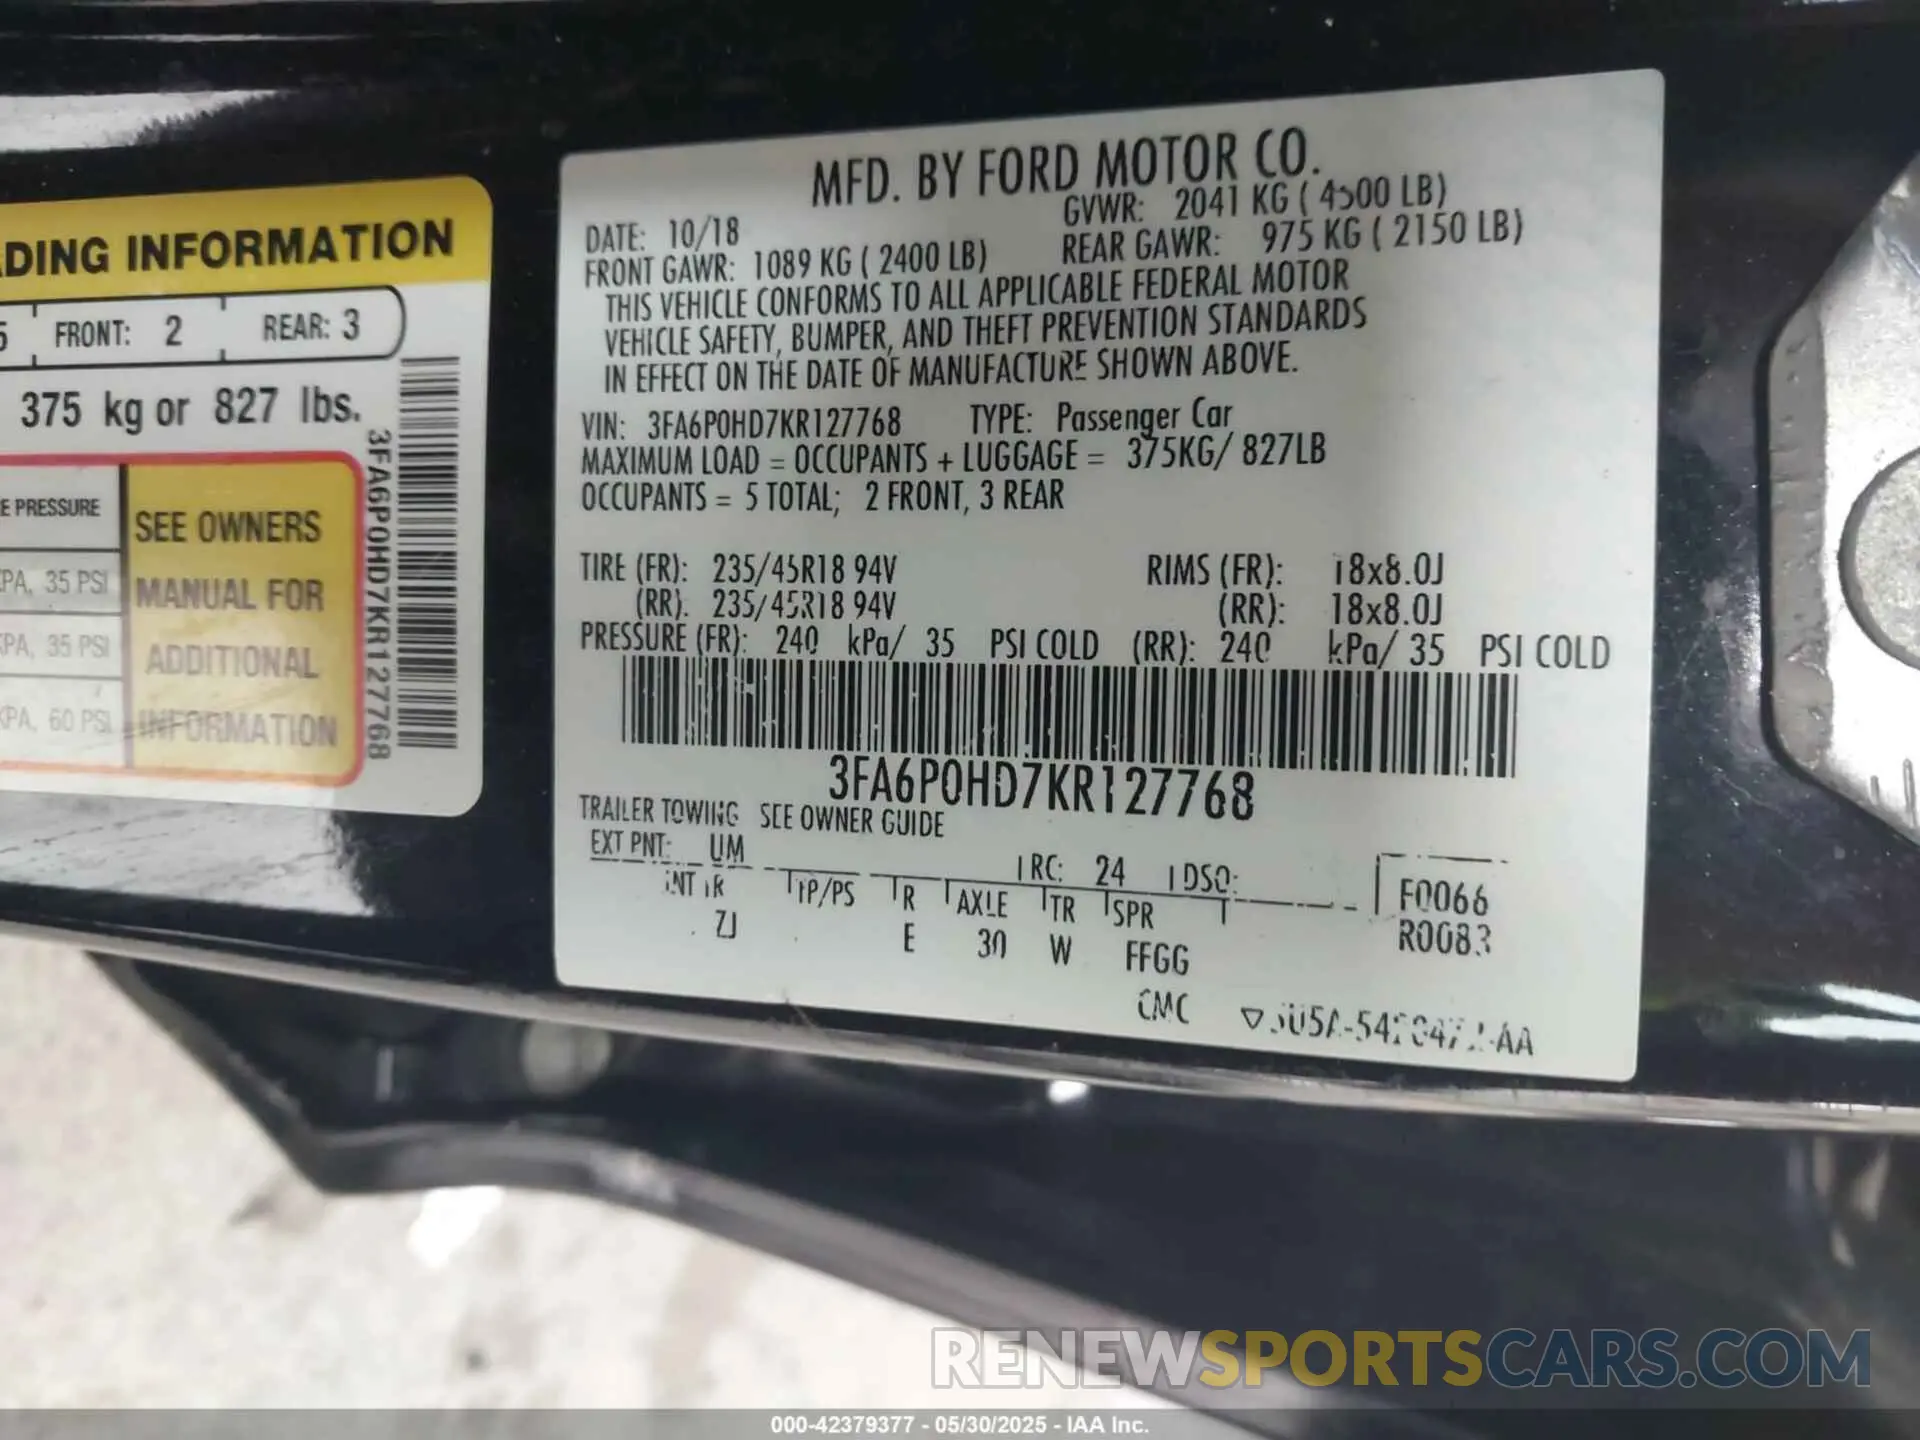 ADING INFORMATION
5 FRONT: 2 REAR: 3
375 kg or 827 lbs.
E PRESSURE
KPA, 35 PSI
KPA, 35 PSI
KPA, 60 PSI
SEE OWNERS
MANUAL FOR
ADDITIONAL
INFORMATION
3FA6P0HD7KR127768
MFD. BY FORD MOTOR CO.
DATE: 10/18 GVWR: 2041 KG ( 4500 LB)
FRONT GAWR: 1089 KG ( 2400 LB) REAR GAWR: 975 KG ( 2150 LB)
THIS VEHICLE CONFORMS TO ALL APPLICABLE FEDERAL MOTOR
VEHICLE SAFETY, BUMPER, AND THEFT PREVENTION STANDARDS
IN EFFECT ON THE DATE OF MANUFACTURE SHOWN ABOVE.
VIN: 3FA6P0HD7KR127768 TYPE: Passenger Car
MAXIMUM LOAD = OCCUPANTS + LUGGAGE = 375KG/ 827LB
OCCUPANTS = 5 TOTAL; 2 FRONT, 3 REAR
TIRE (FR): 235/45R18 94V RIMS (FR): 18x8.0J
(RR): 235/45R18 94V (RR): 18x8.0J
PRESSURE (FR): 240 kPa/ 35 PSI COLD (RR): 240 kPa/ 35 PSI COLD
3FA6P0HD7KR127768
TRAILER TOWING SEE OWNER GUIDE
EXT PNT: UM RC: 24 DSO: F0066
INT TR TP/PS R AXLE TR SPR R0083
ZJ E 30 W FFGG
CMC
RENEWSPORTSCARS.COM
000-42379377 - 05/30/2025 - IAA Inc.